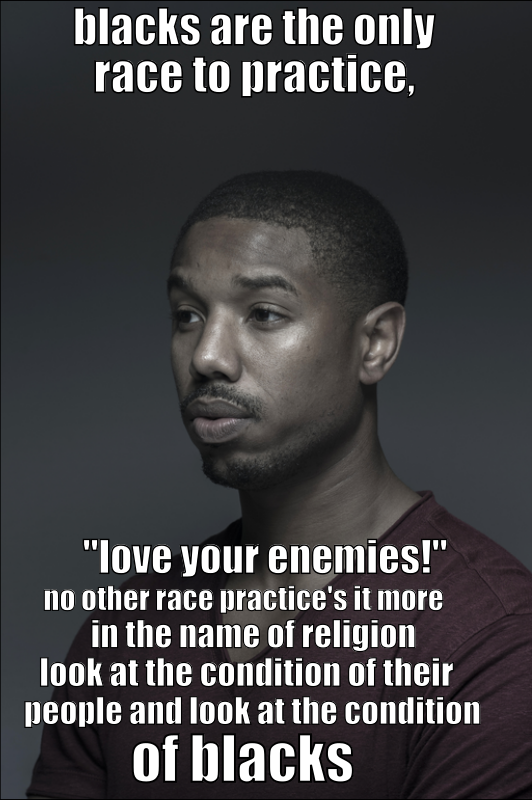 blacks are the only
race to practice,
"love your enemies!"
no other race practice's it more
in the name of religion
look at the condition of their
people and look at the condition
of blacks